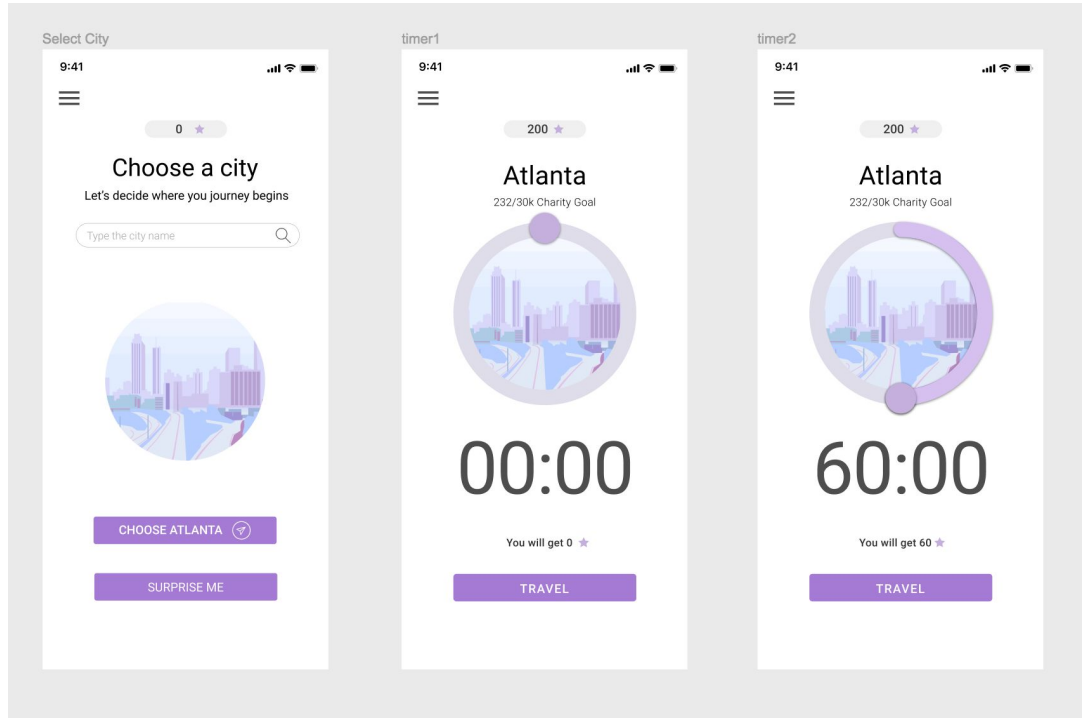 Select City
9:41
0
Choose a city
Let's decide where you journey begins
Type the city name
CHOOSE ATLANTA
SURPRISE ME
timer1
9:41
200
Atlanta
232/30k Charity Goal
00:00
You will get 0
TRAVEL
timer2
9:41
200
Atlanta
232/30k Charity Goal
60:00
You will get 60
TRAVEL